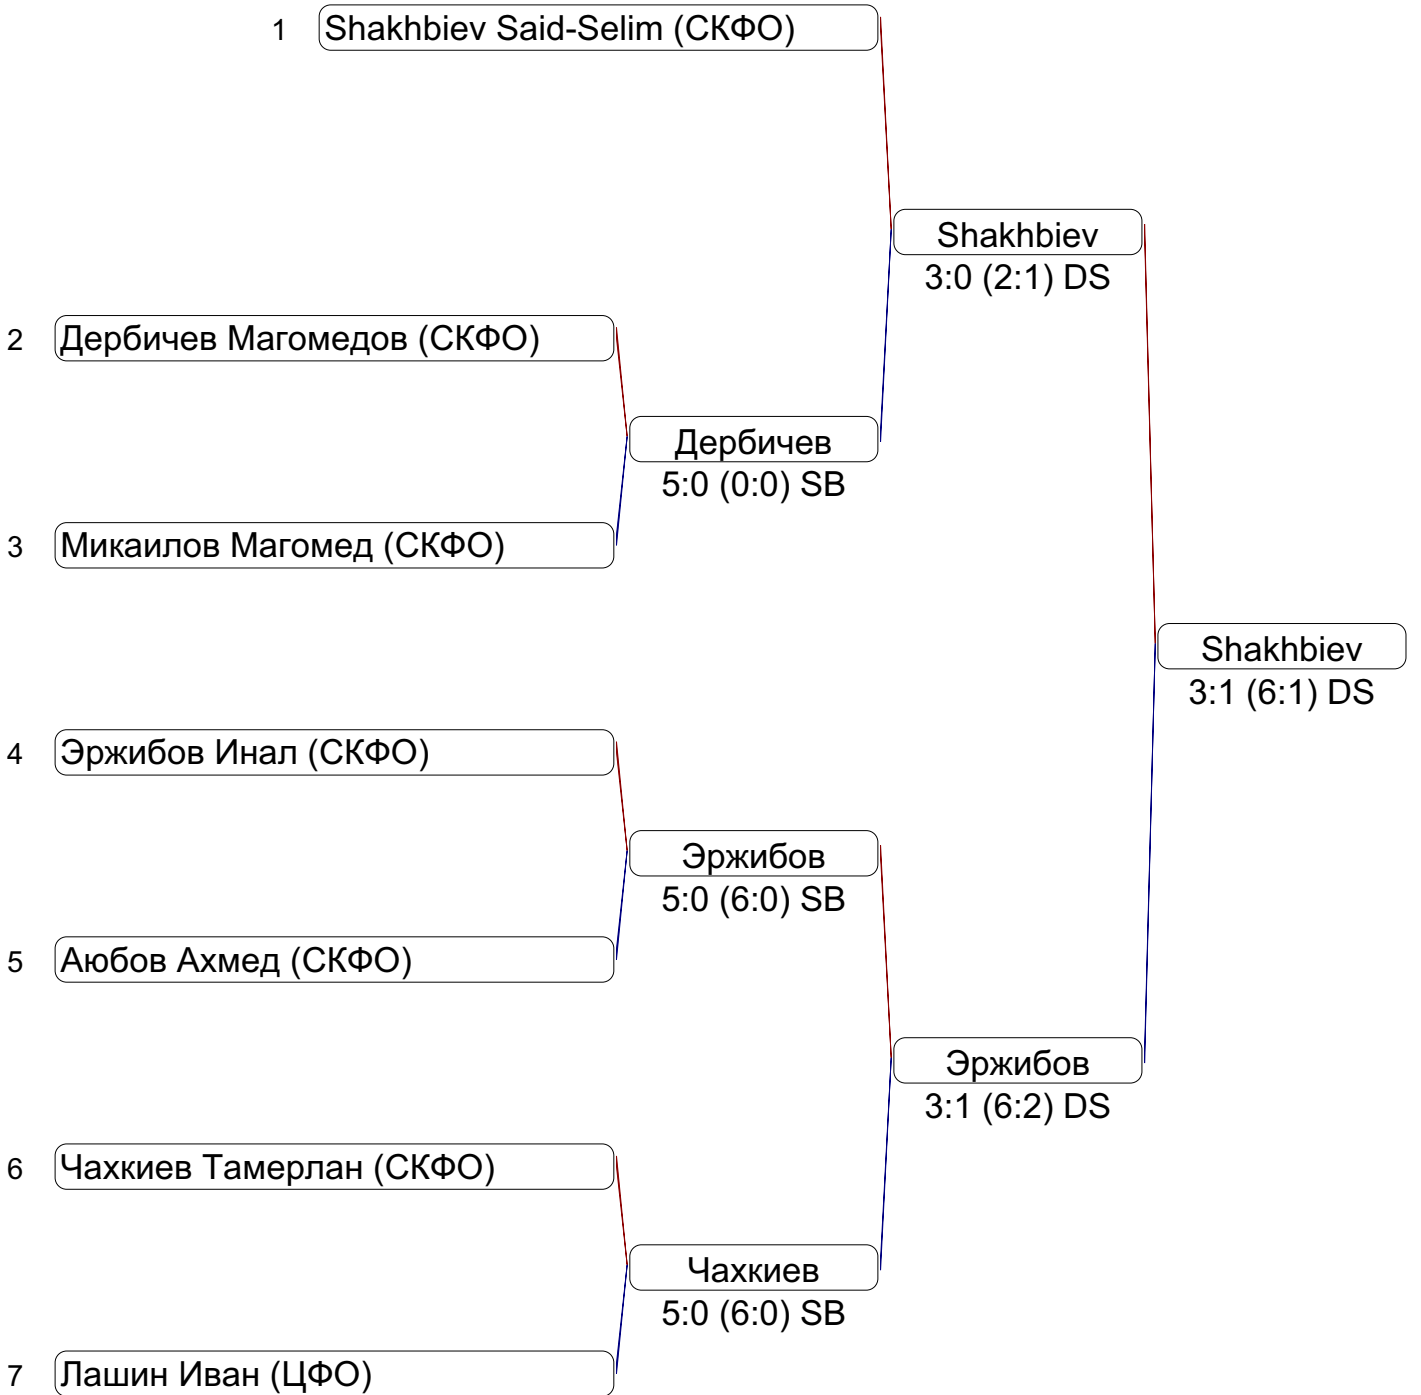 1 Shakhbiev Said-Selim (СКФО)
Shakhbiev
3:0 (2:1) DS
2 Дербичев Магомедов (СКФО)
Дербичев
5:0 (0:0) SB
3 Микаилов Магомед (СКФО)
Shakhbiev
3:1 (6:1) DS
4 Эржибов Инал (СКФО)
Эржибов
5:0 (6:0) SB
5 Аюбов Ахмед (СКФО)
Эржибов
3:1 (6:2) DS
6 Чахкиев Тамерлан (СКФО)
Чахкиев
5:0 (6:0) SB
7 Лашин Иван (ЦФО)